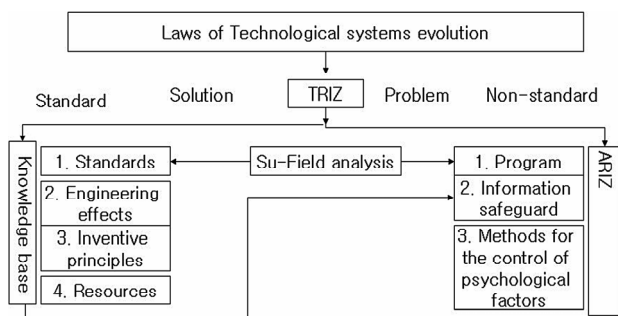 Laws of Technological systems evolution
Standard Solution TRIZ Problem Non-standard
Knowledge base
1. Standards
2. Engineering
effects
3. Inventive
principles
4. Resources
Su-Field analysis
1. Program
2. Information
safeguard
3. Methods for
the control of
psychological
factors
ARIZ